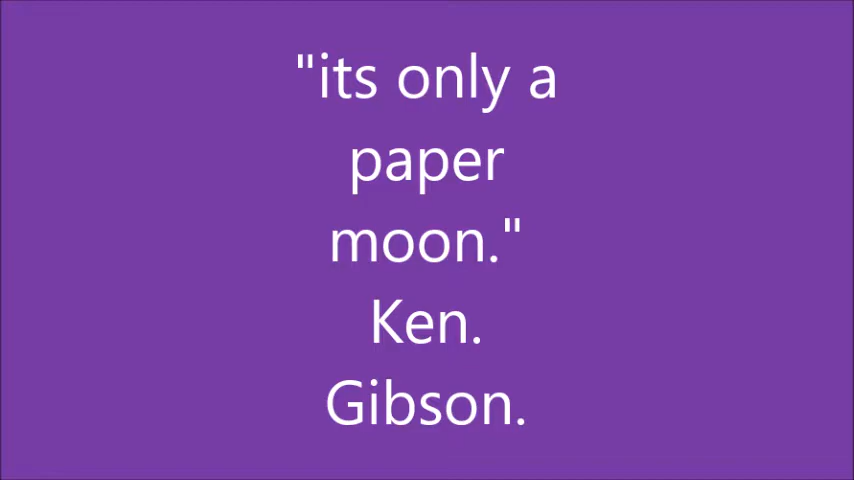 "its only a
paper
moon."
Ken.
Gibson.